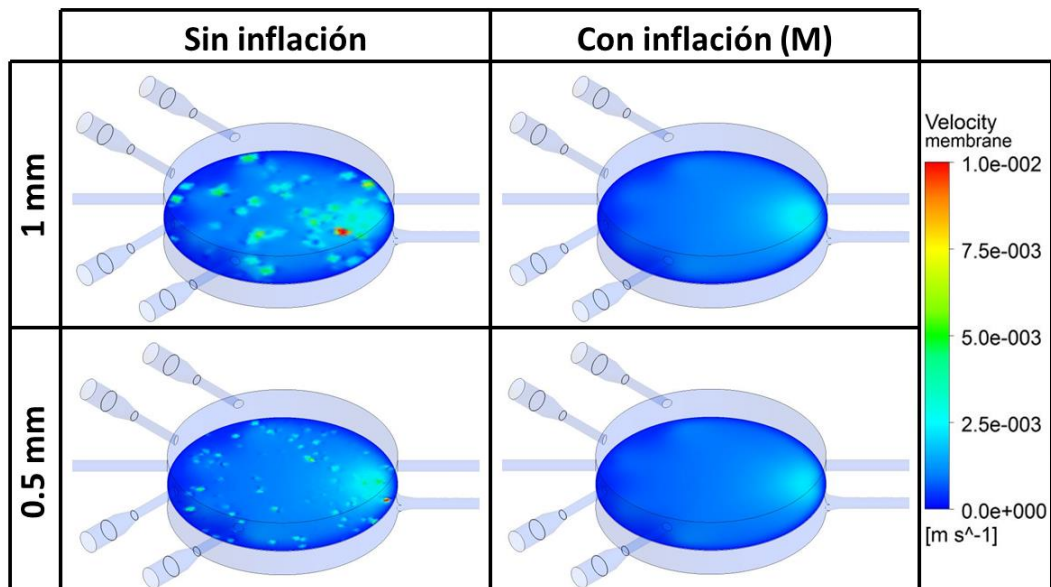 Sin inflación
Con inflación (M)
1 mm
0.5 mm
Velocity
membrane
1.0e-002
7.5e-003
5.0e-003
2.5e-003
0.0e+000
[m s^-1]